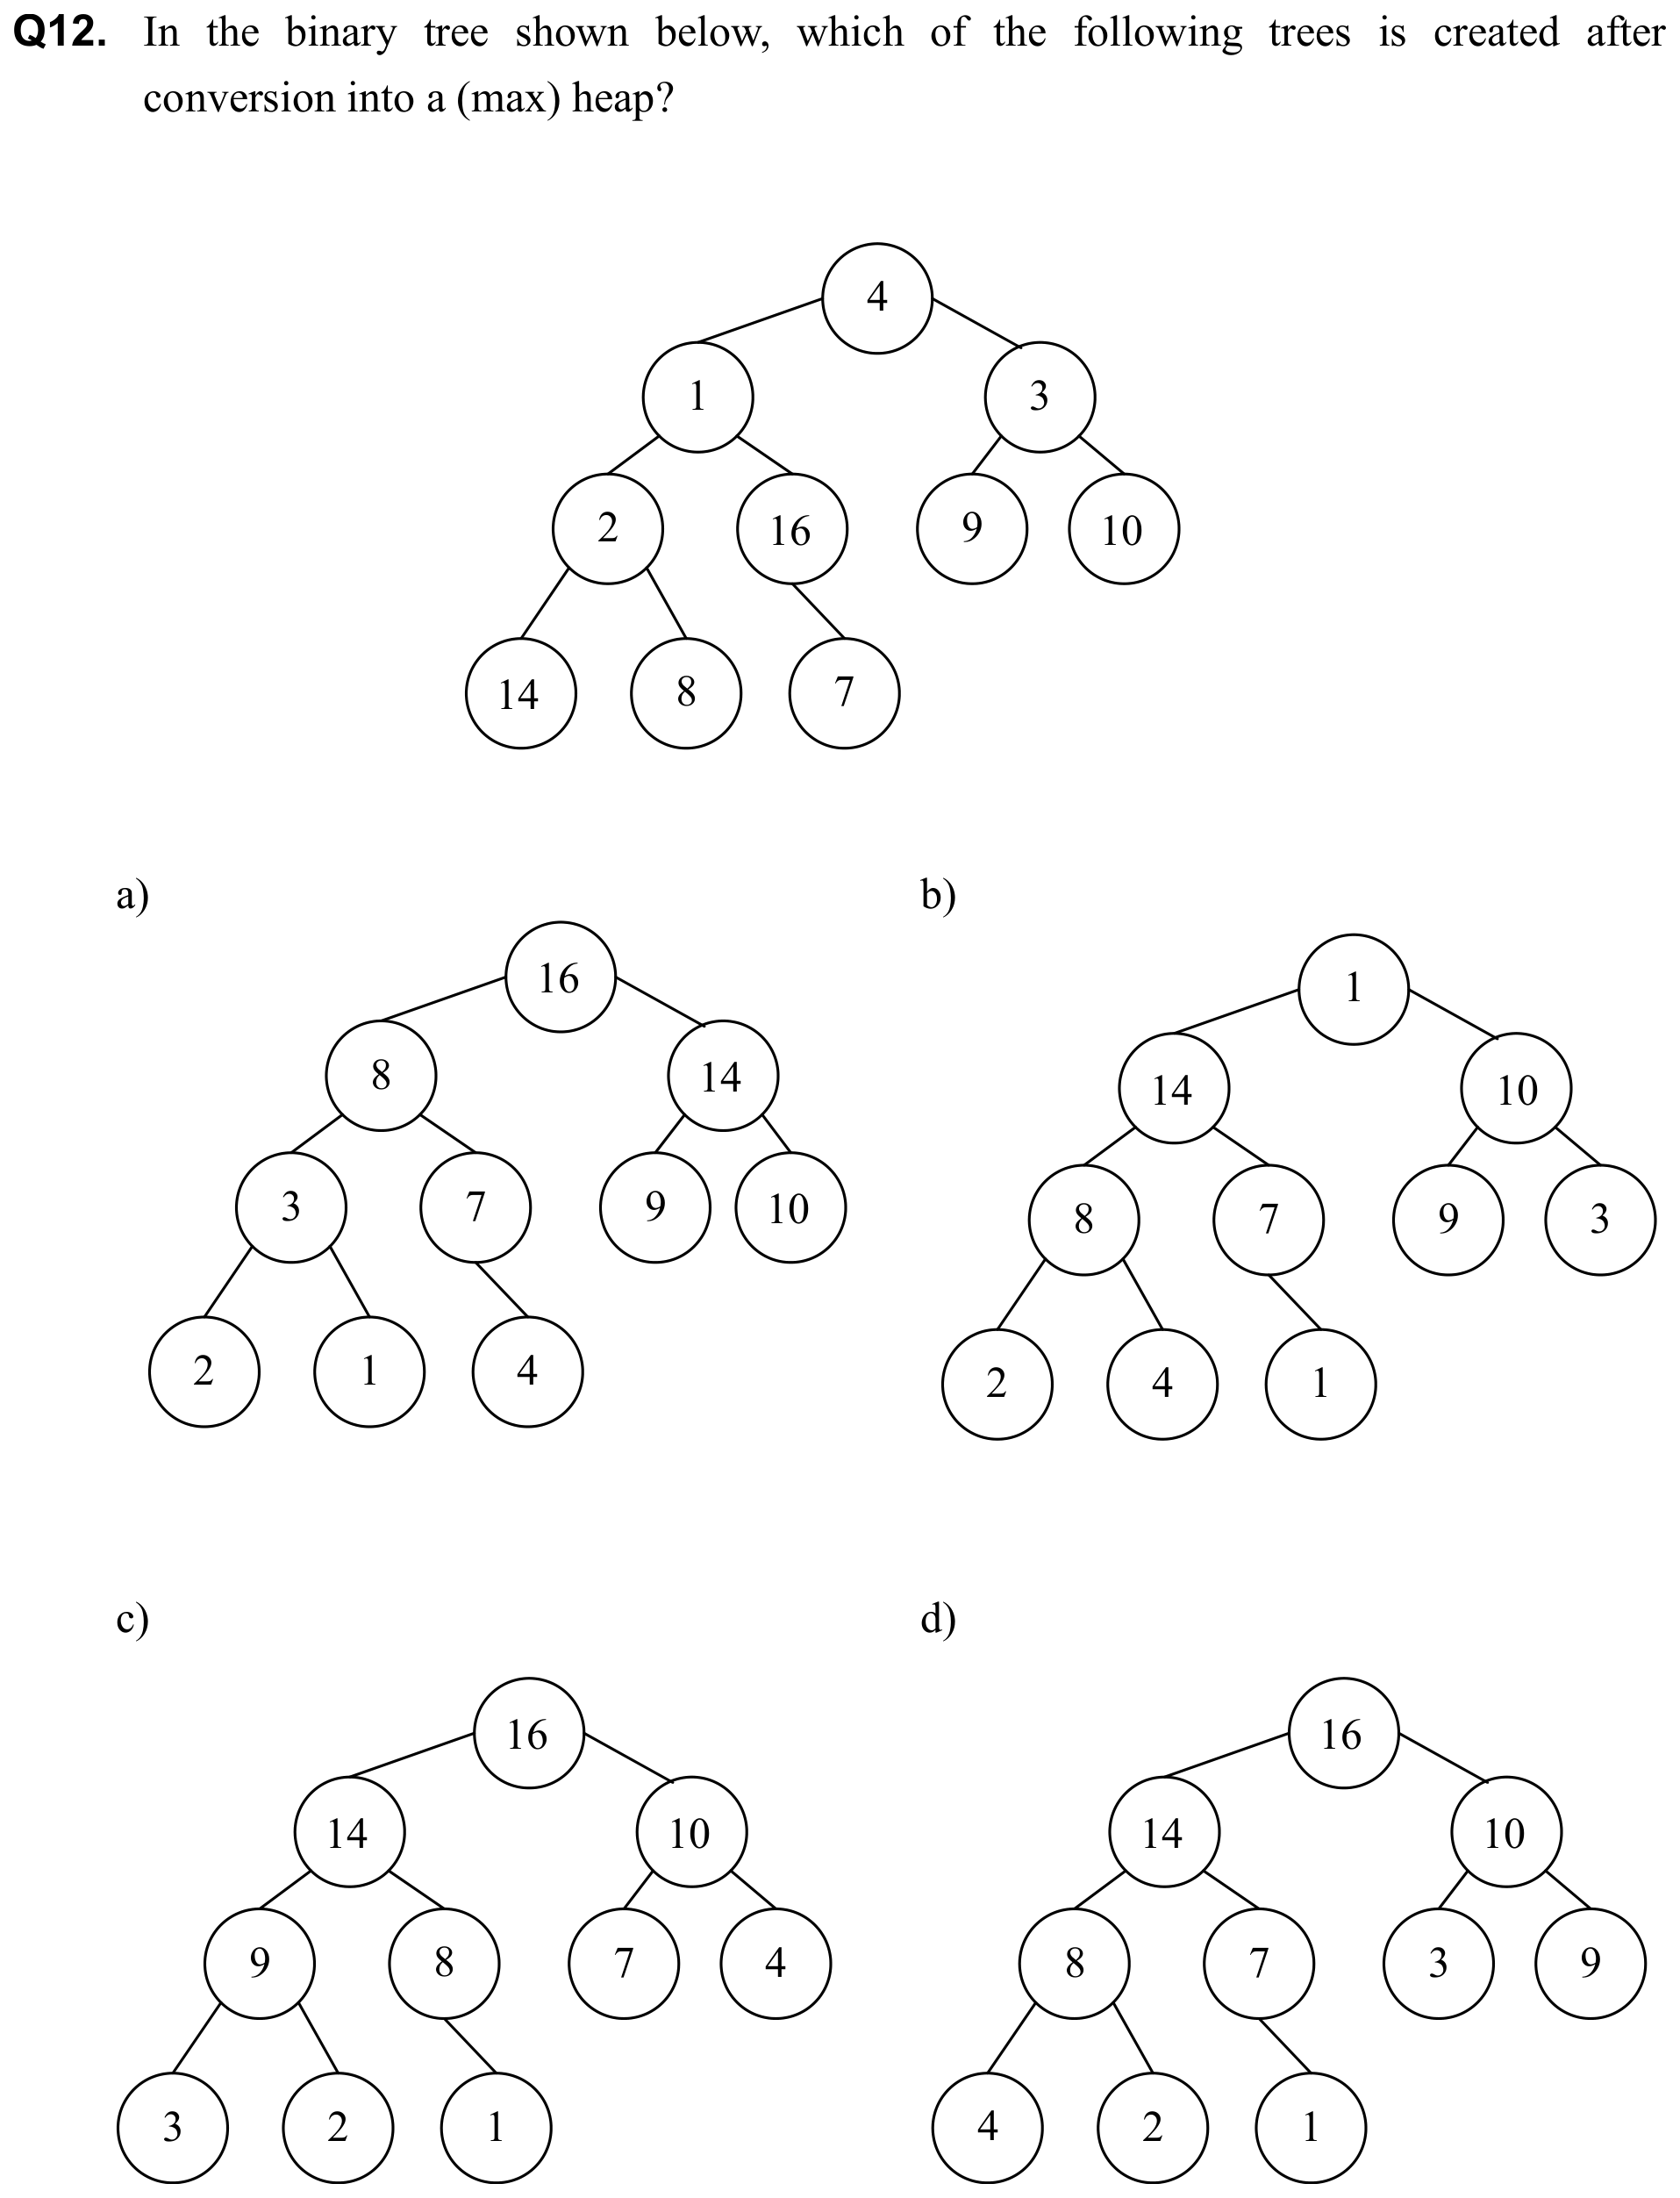 Q12. In the binary tree shown below, which of the following trees is created after
conversion into a (max) heap?
4
1 3
2 16 9 10
14 8 7
a) b)
16 1
8 14 14 10
3 7 9 10 8 7 9 3
2 1 4 2 4 1
c) d)
16 16
14 10 14 10
9 8 7 4 8 7 3 9
3 2 1 4 2 1